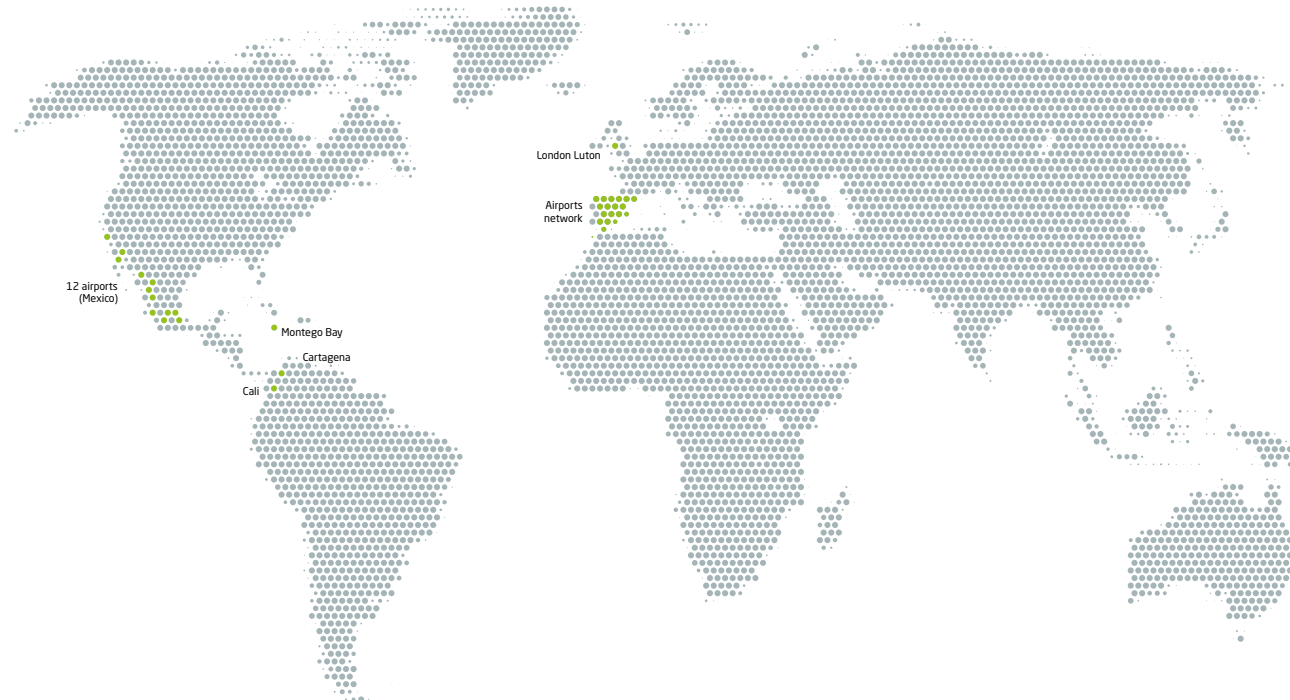 London Luton
Airports
network
12 airports
(Mexico)
Montego Bay
Cartagena
Cali